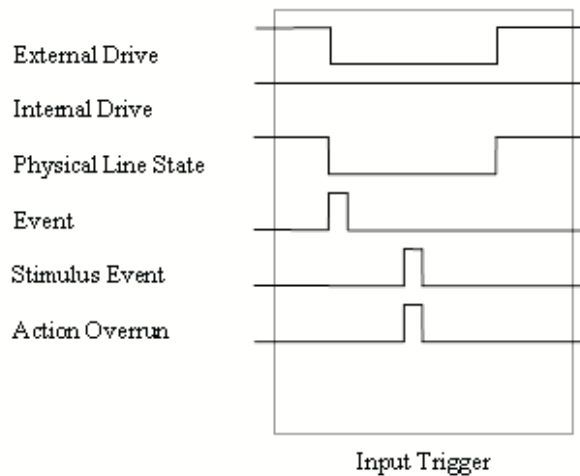 External Drive
Internal Drive
Physical Line State
Event
Stimulus Event
Action Overrun
Input Trigger